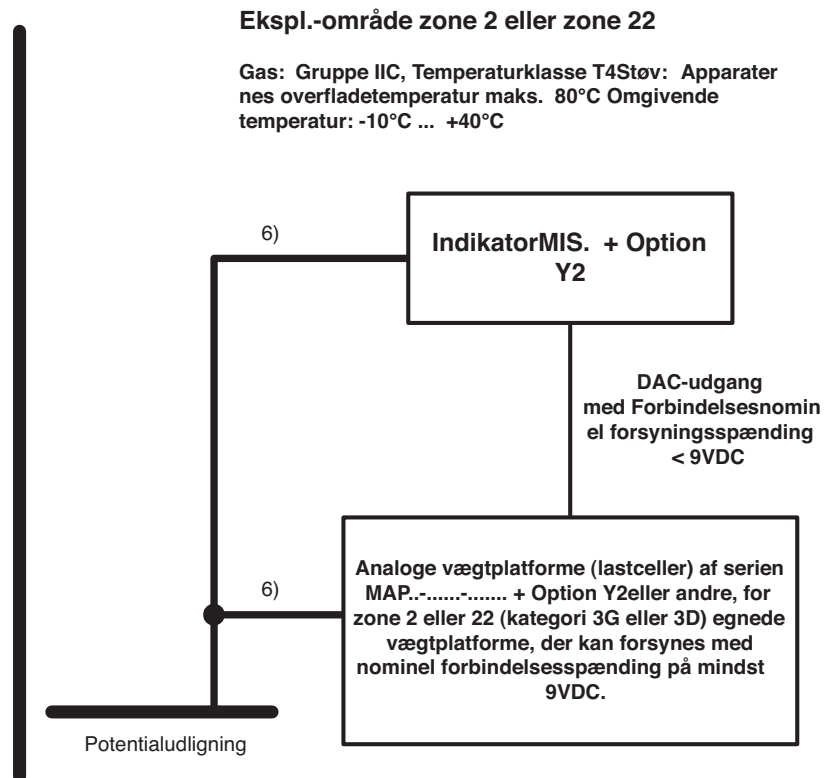 Ekspl.-område zone 2 eller zone 22
Gas: Gruppe IIC, Temperaturklasse T4Støv: Apparater
nes overfladetemperatur maks. 80°C Omgivende
temperatur: -10°C ... +40°C
6)
IndikatorMIS. + Option
Y2
DAC-udgang
med Forbindelsesnomin
el forsyningsspænding
< 9VDC
6)
Analoge vægtplatforme (lastceller) af serien
MAP..-......-....... + Option Y2eller andre, for
zone 2 eller 22 (kategori 3G eller 3D) egnede
vægtplatforme, der kan forsynes med
nominel forbindelsesspænding på mindst
9VDC.
Potentialudligning